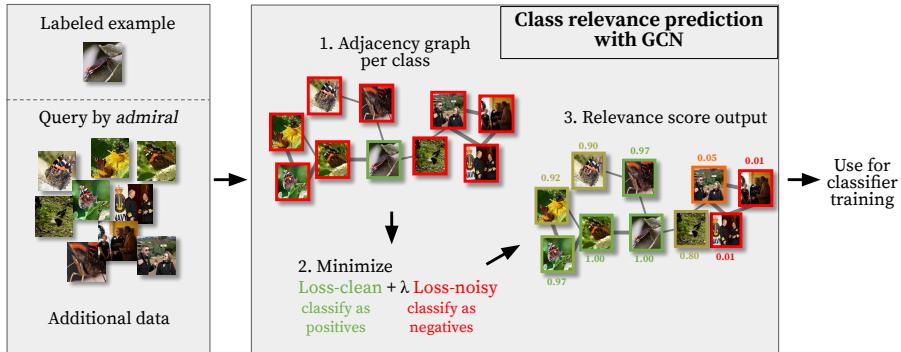 Labeled example
Query by admiral
NAVY
Additional data
Class relevance prediction
with GCN
1. Adjacency graph
per class
2. Minimize
Loss-clean + λ Loss-noisy
classify as classify as
positives negatives
3. Relevance score output
0.90
0.97
0.92
0.05
0.01
1.00
1.00
0.80
0.01
0.97
Use for
classifier
training